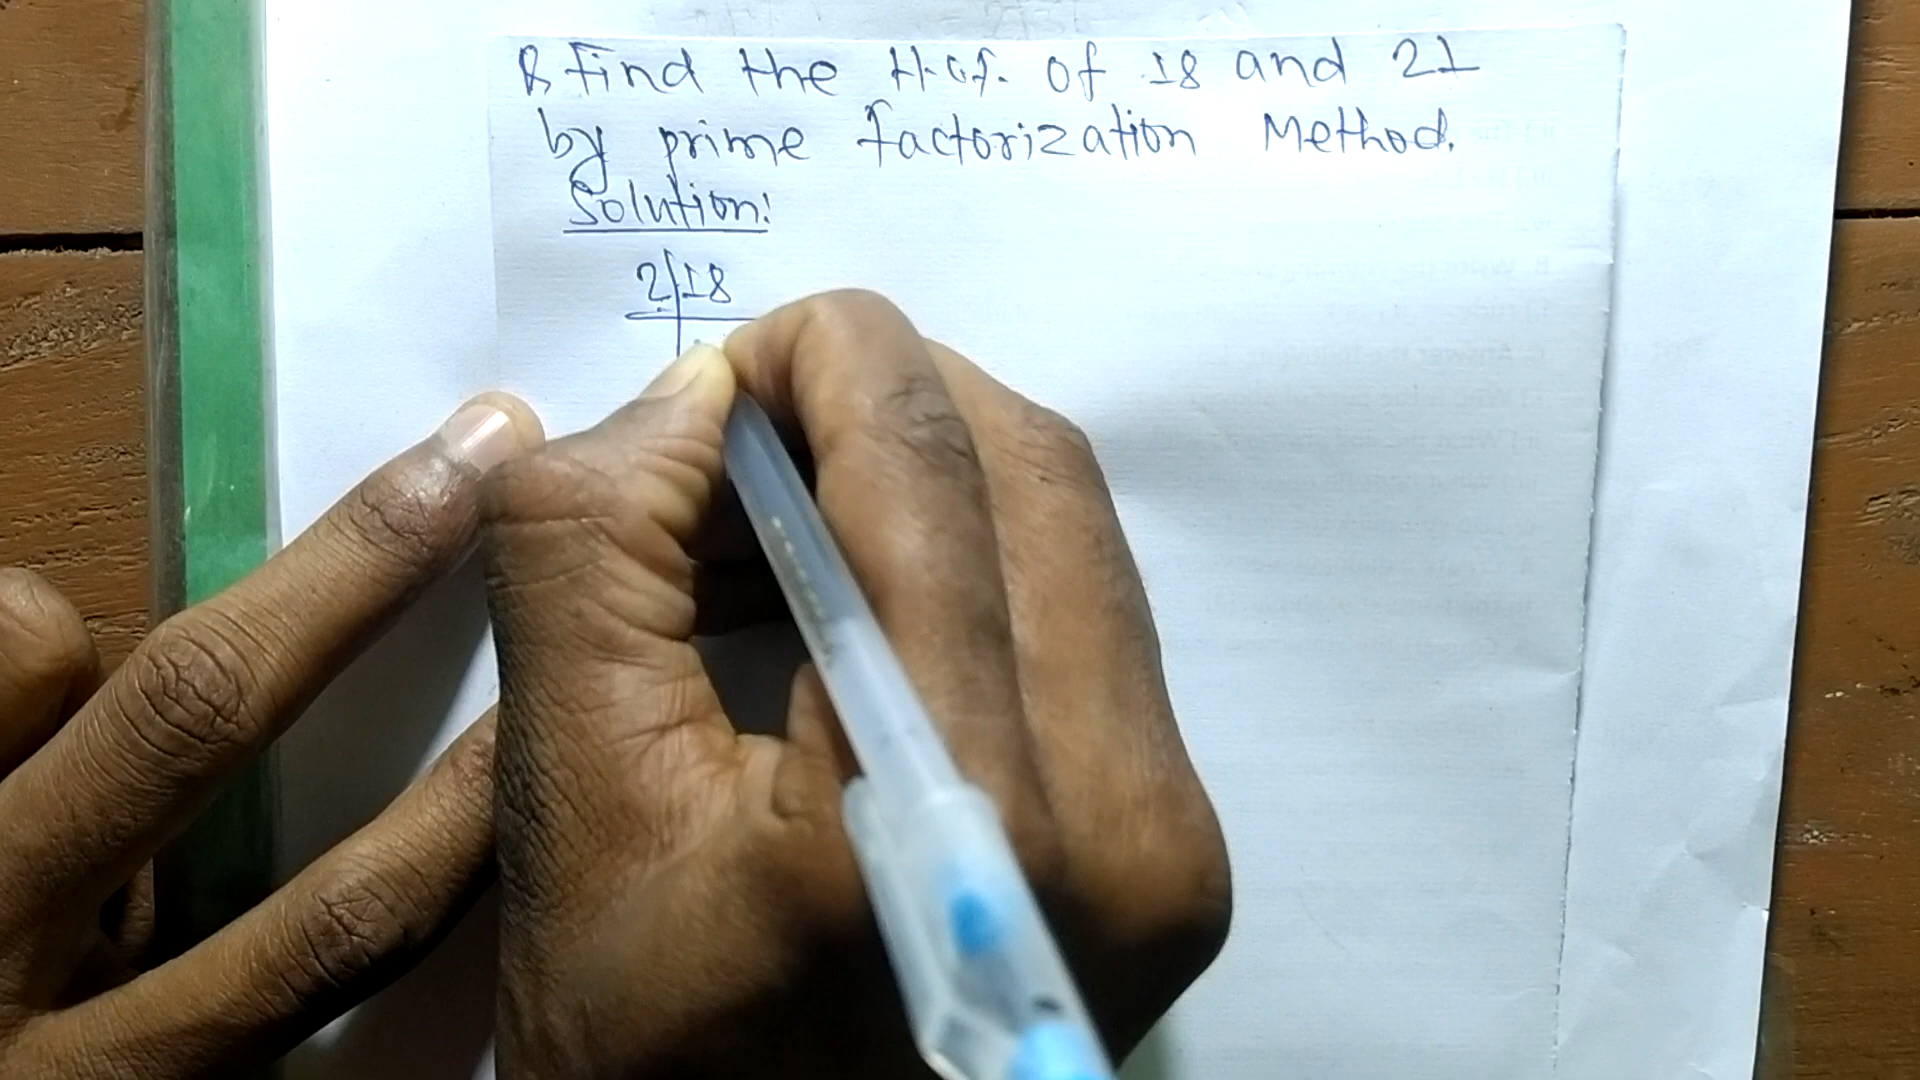 Q Find the H.C.F. of 18 and 21
by prime factorization Method.
Solution:
2 18